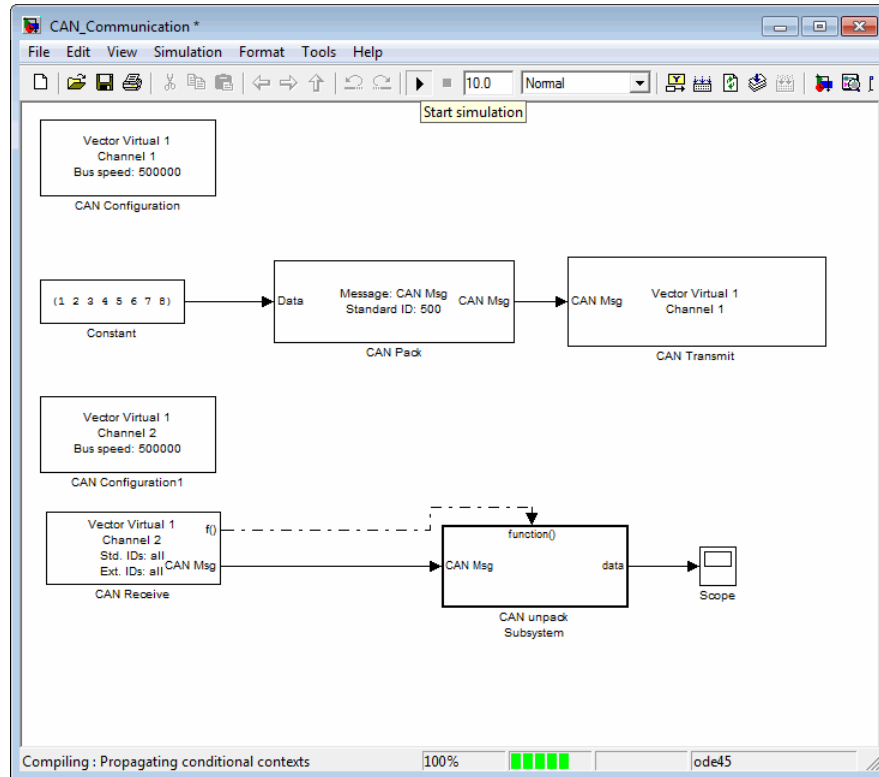 CAN_Communication *
File Edit View Simulation Format Tools Help
10.0 Normal
Start simulation
Vector Virtual 1
Channel 1
Bus speed: 500000
CAN Configuration
(1 2 3 4 5 6 7 8)
Constant
Data
Message: CAN Msg
Standard ID: 500
CAN Msg
CAN Pack
CAN Msg
Vector Virtual 1
Channel 1
CAN Transmit
Vector Virtual 1
Channel 2
Bus speed: 500000
CAN Configuration1
Vector Virtual 1
Channel 2
Std. IDs: all
Ext. IDs: all
f()
CAN Msg
CAN Receive
function()
CAN Msg
data
CAN unpack
Subsystem
Scope
Compiling : Propagating conditional contexts 100% ode45